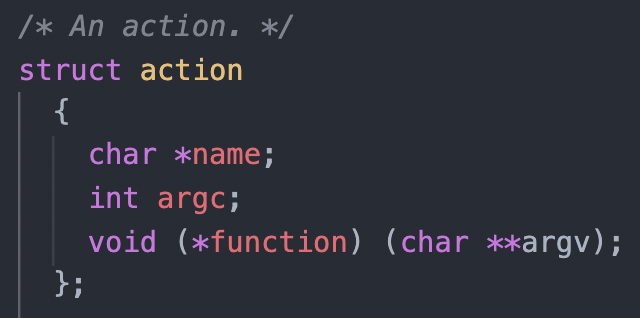 /* An action. */
struct action
  {
    char *name;
    int argc;
    void (*function) (char **argv);
  };